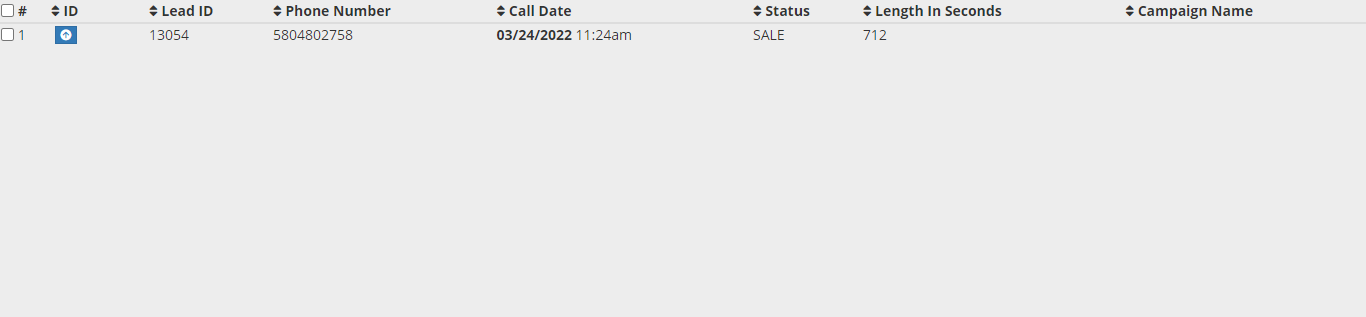 # ID Lead ID Phone Number Call Date Status Length In Seconds Campaign Name
1 13054 5804802758 03/24/2022 11:24am SALE 712